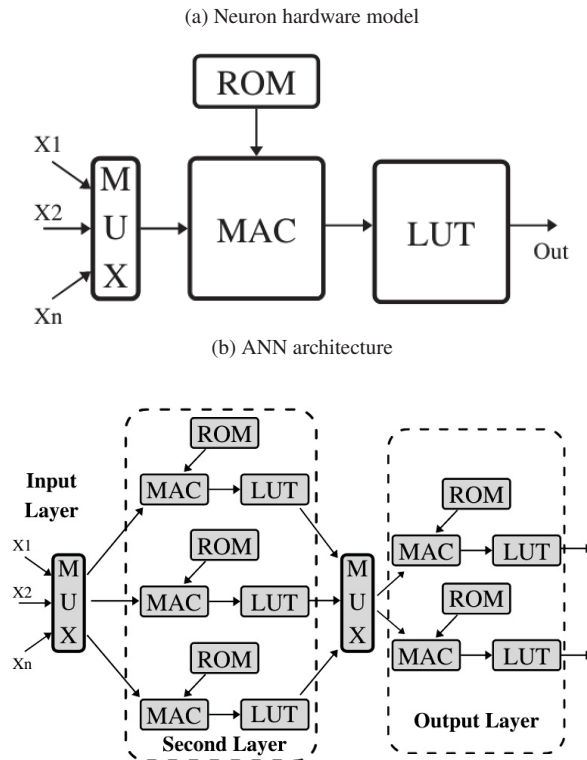 (a) Neuron hardware model
ROM
X1
X2
Xn
M
U
X
MAC
LUT
Out
(b) ANN architecture
Input
Layer
X1
X2
Xn
M
U
X
ROM
MAC
LUT
ROM
MAC
LUT
ROM
MAC
LUT
Second Layer
M
U
X
ROM
MAC
LUT
ROM
MAC
LUT
Output Layer